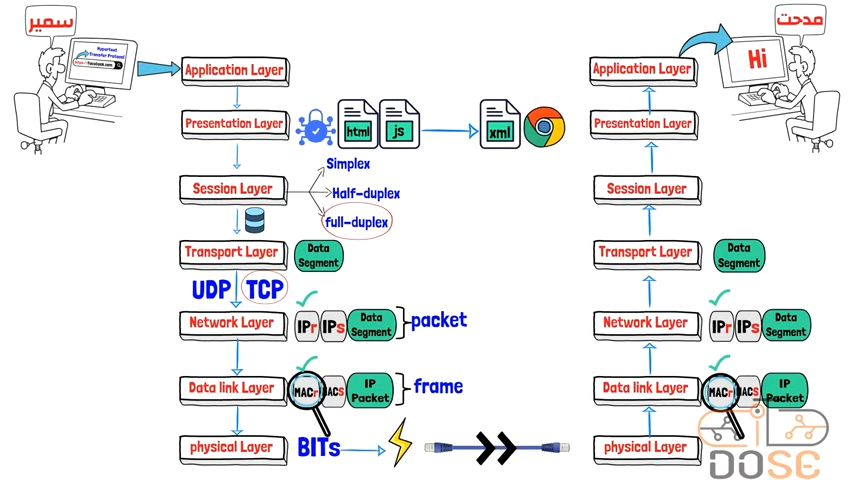 سمير
مدحت
Hypertext
Transfer Protocol
https://facebook.com
Hi
Application Layer
Application Layer
Presentation Layer
html
js
xml
Presentation Layer
Simplex
Session Layer
Half-duplex
full-duplex
Session Layer
Transport Layer
Data
Segment
Transport Layer
Data
Segment
UDP
TCP
Network Layer
IPr
IPs
Data
Segment
packet
Network Layer
IPr
IPs
Data
Segment
Data link Layer
MACr
MACs
IP
Packet
frame
Data link Layer
MACr
MACs
IP
Packet
physical Layer
BITs
physical Layer
DOSE